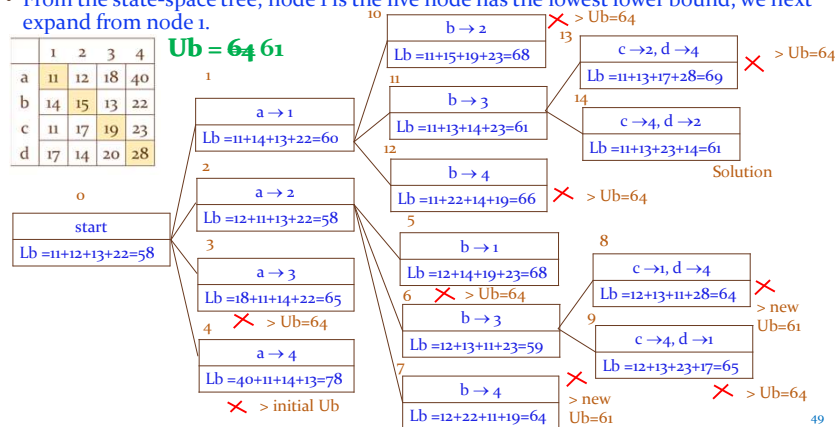 From the state-space tree, node 1 is the live node has the lowest lower bound, we next
expand from node 1.
Ub = 64 61
1 2 3 4
a 11 12 18 40
b 14 15 13 22
c 11 17 19 23
d 17 14 20 28
0
start
Lb =11+12+13+22=58
1
a → 1
Lb =11+14+13+22=60
2
a → 2
Lb =12+11+13+22=58
3
a → 3
Lb =18+11+14+22=65
> Ub=64
4
a → 4
Lb =40+11+14+13=78
> initial Ub
10
b → 2
Lb =11+15+19+23=68
> Ub=64
11
b → 3
Lb =11+13+14+23=61
12
b → 4
Lb =11+22+14+19=66
> Ub=64
5
b → 1
Lb =12+14+19+23=68
> Ub=64
6
b → 3
Lb =12+13+11+23=59
7
b → 4
Lb =12+22+11+19=64
> new
Ub=61
13
c →2, d →4
Lb =11+13+17+28=69
> Ub=64
14
c →4, d →2
Lb =11+13+23+14=61
Solution
8
c →1, d →4
Lb =12+13+11+28=64
> new
Ub=61
9
c →4, d →1
Lb =12+13+23+17=65
> Ub=64
49